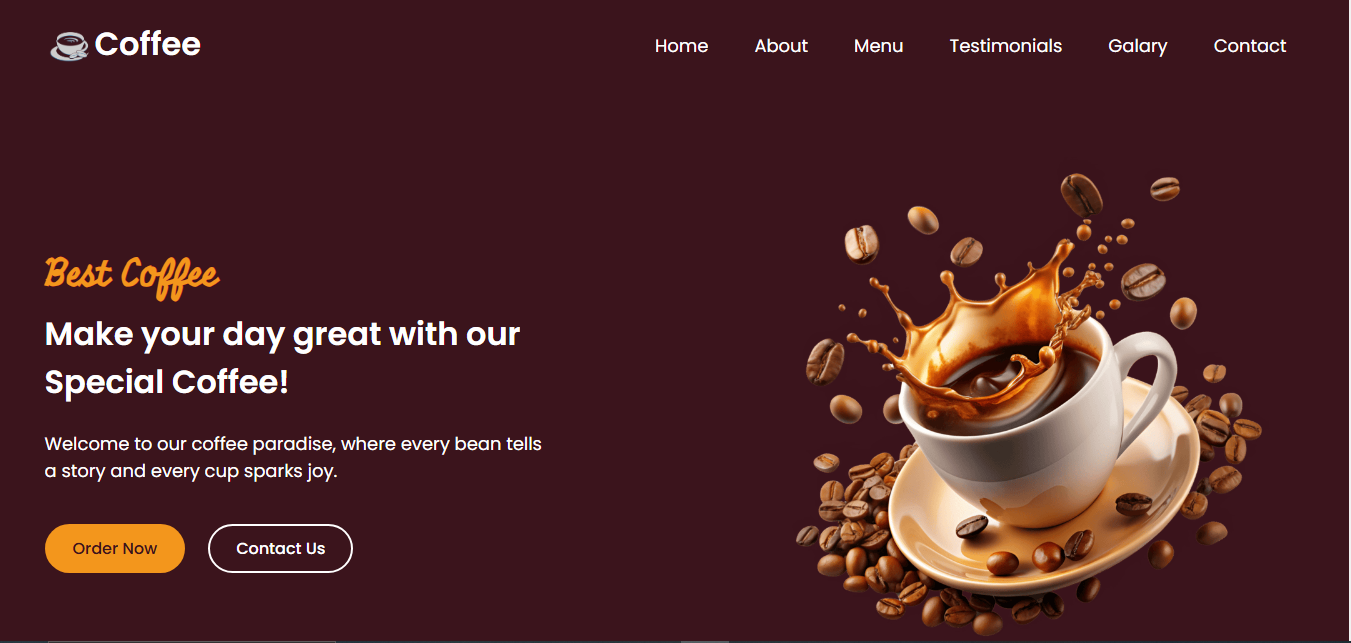 Coffee
Home About Menu Testimonials Galary Contact
Best Coffee
Make your day great with our
Special Coffee!
Welcome to our coffee paradise, where every bean tells
a story and every cup sparks joy.
Order Now Contact Us